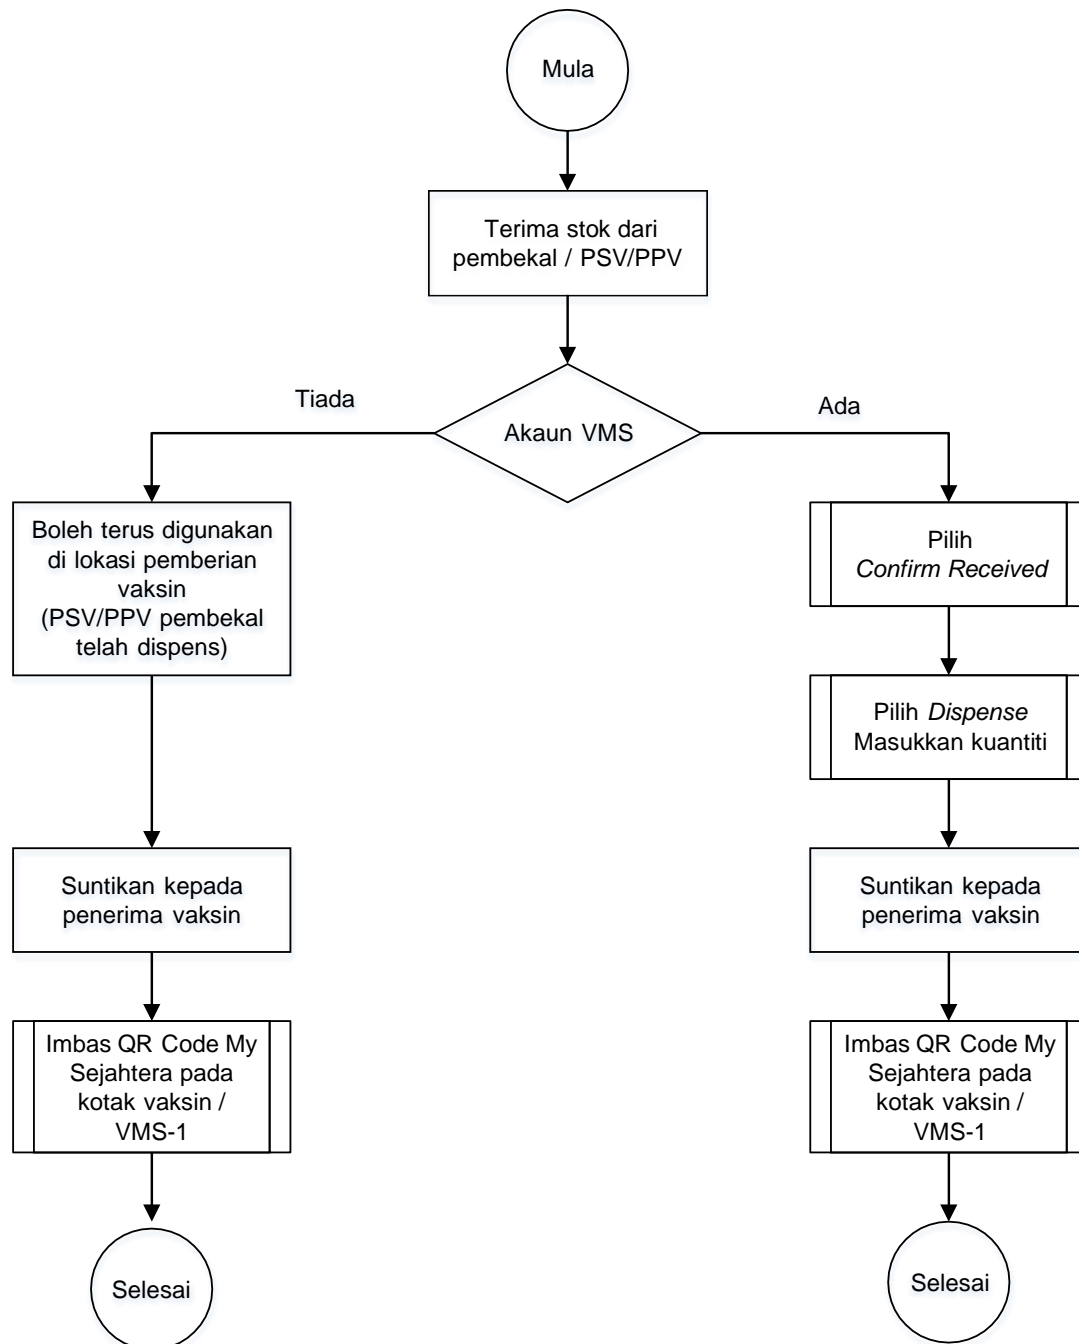 Mula
Terima stok dari
pembekal / PSV/PPV
Akaun VMS
Tiada
Ada
Boleh terus digunakan
di lokasi pemberian
vaksin
(PSV/PPV pembekal
telah dispens)
Suntikan kepada
penerima vaksin
Imbas QR Code My
Sejahtera pada
kotak vaksin /
VMS-1
Selesai
Pilih
Confirm Received
Pilih Dispense
Masukkan kuantiti
Suntikan kepada
penerima vaksin
Imbas QR Code My
Sejahtera pada
kotak vaksin /
VMS-1
Selesai